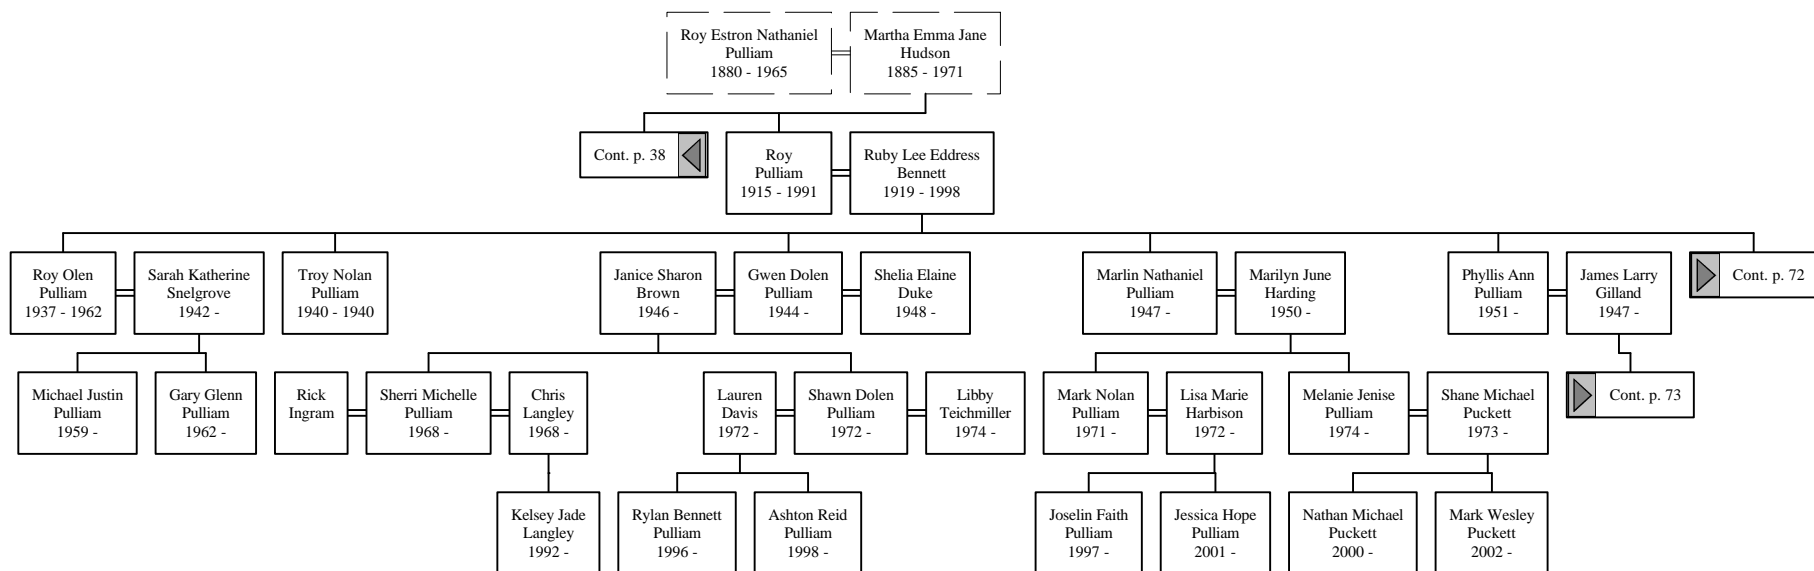 Roy Estron Nathaniel
Pulliam
1880 - 1965
Martha Emma Jane
Hudson
1885 - 1971
Cont. p. 38
Roy
Pulliam
1915 - 1991
Ruby Lee Eddress
Bennett
1919 - 1998
Roy Olen
Pulliam
1937 - 1962
Sarah Katherine
Snelgrove
1942 -
Troy Nolan
Pulliam
1940 - 1940
Janice Sharon
Brown
1946 -
Gwen Dolen
Pulliam
1944 -
Shelia Elaine
Duke
1948 -
Marlin Nathaniel
Pulliam
1947 -
Marilyn June
Harding
1950 -
Phyllis Ann
Pulliam
1951 -
James Larry
Gilland
1947 -
Cont. p. 72
Michael Justin
Pulliam
1959 -
Gary Glenn
Pulliam
1962 -
Rick
Ingram
Sherri Michelle
Pulliam
1968 -
Chris
Langley
1968 -
Lauren
Davis
1972 -
Shawn Dolen
Pulliam
1972 -
Libby
Teichmiller
1974 -
Mark Nolan
Pulliam
1971 -
Lisa Marie
Harbison
1972 -
Melanie Jenise
Pulliam
1974 -
Shane Michael
Puckett
1973 -
Cont. p. 73
Kelsey Jade
Langley
1992 -
Rylan Bennett
Pulliam
1996 -
Ashton Reid
Pulliam
1998 -
Joselin Faith
Pulliam
1997 -
Jessica Hope
Pulliam
2001 -
Nathan Michael
Puckett
2000 -
Mark Wesley
Puckett
2002 -